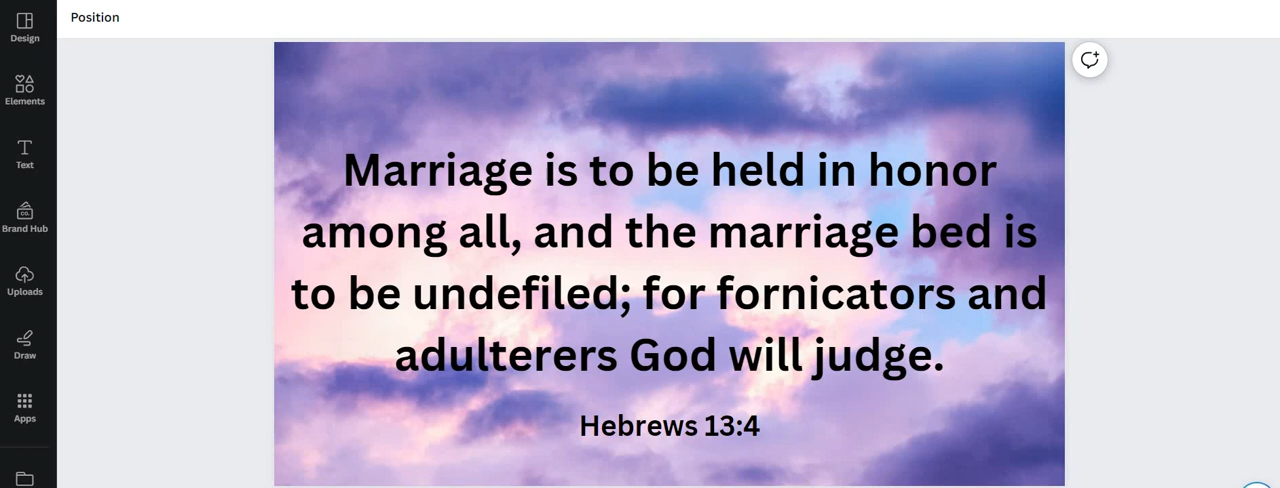 Position
Design
Elements
Text
Brand Hub
CO.
Uploads
Draw
Apps
Marriage is to be held in honor
among all, and the marriage bed is
to be undefiled; for fornicators and
adulterers God will judge.
Hebrews 13:4